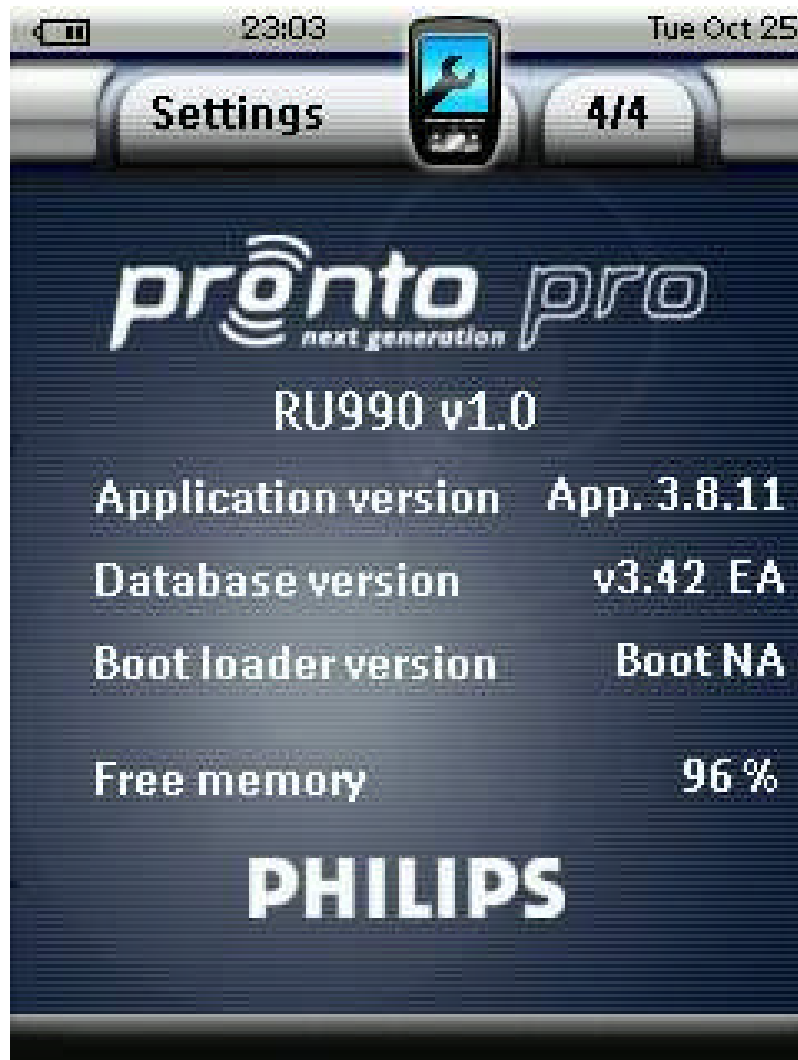 23:03 Tue Oct 25
Settings 4/4
pronto pro
next generation
RU990 v1.0
Application version App. 3.8.11
Database version v3.42 EA
Boot loader version Boot NA
Free memory 96 %
PHILIPS